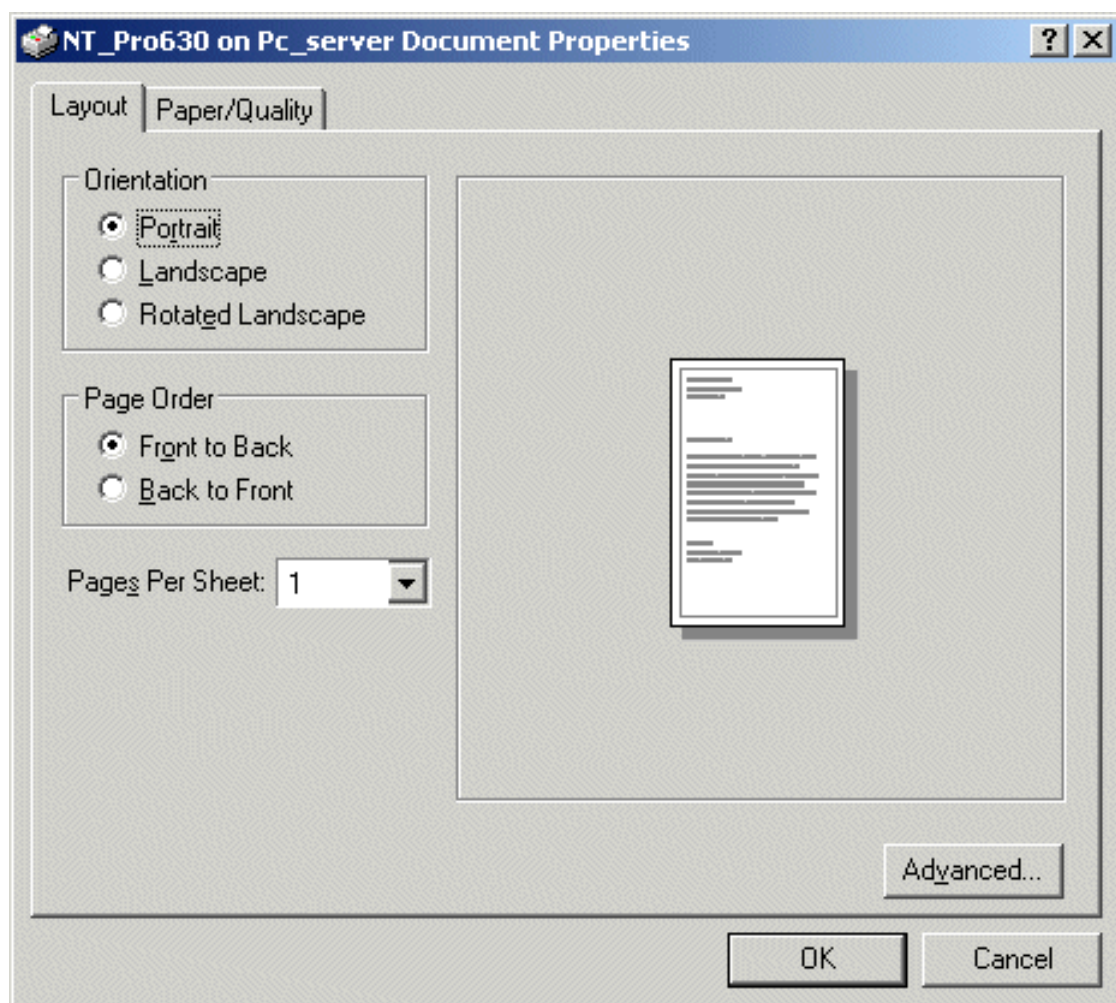 NT_Pro630 on Pc_server Document Properties
Layout
Paper/Quality
Orientation
Portrait
Landscape
Rotated Landscape
Page Order
Front to Back
Back to Front
Pages Per Sheet: 1
Advanced...
OK
Cancel